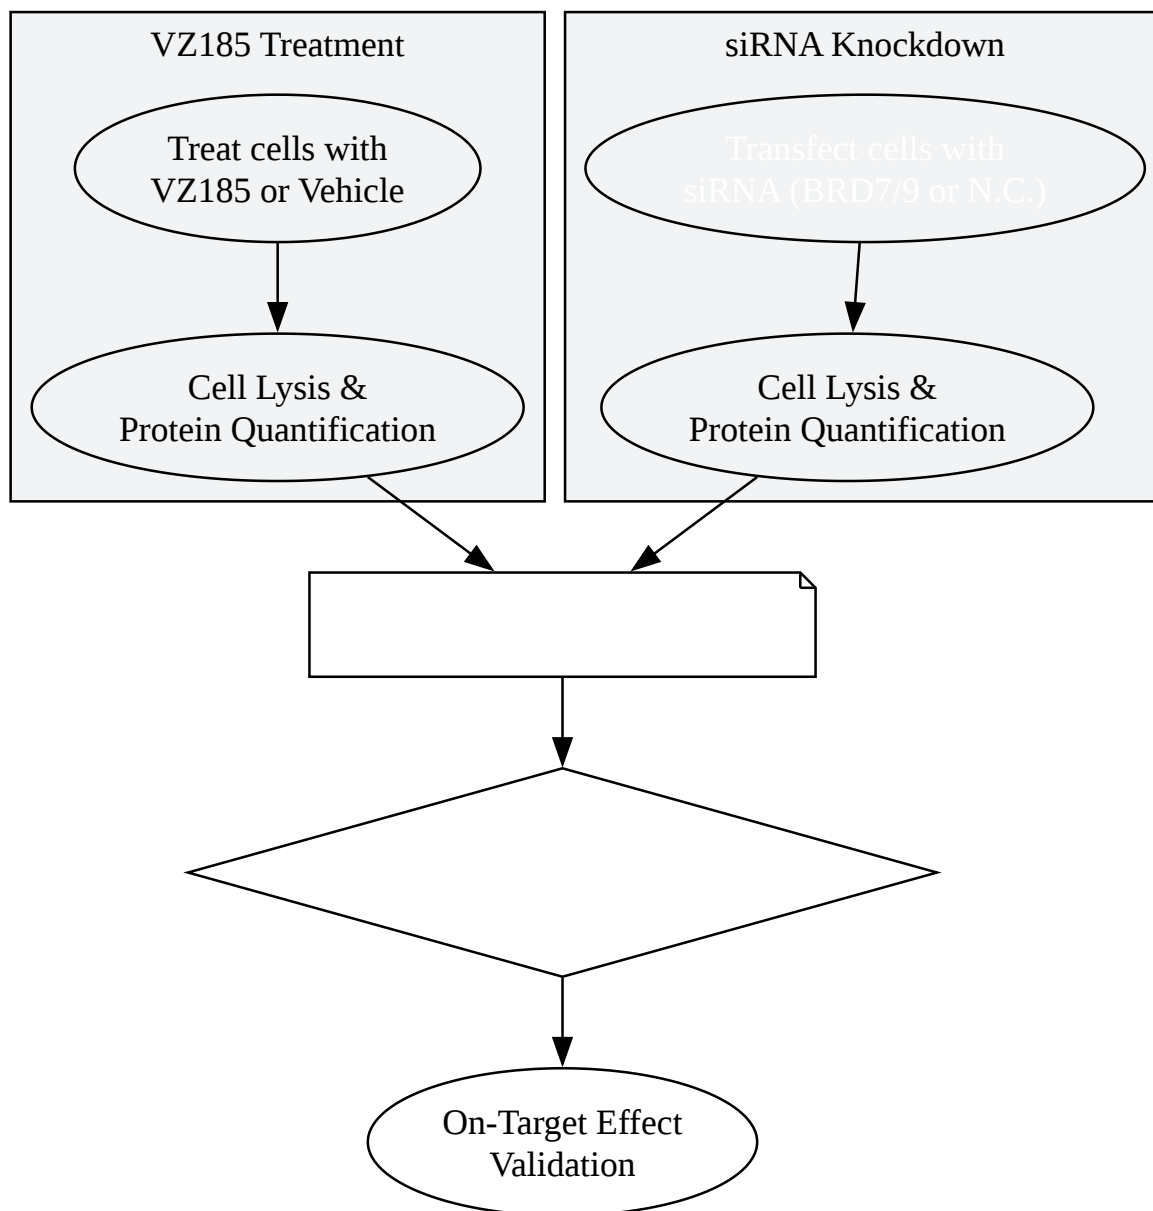 VZ185 Treatment
Treat cells with
VZ185 or Vehicle
Cell Lysis &
Protein Quantification
siRNA Knockdown
Transfect cells with
siRNA (BRD7/9 or N.C.)
Cell Lysis &
Protein Quantification
On-Target Effect
Validation